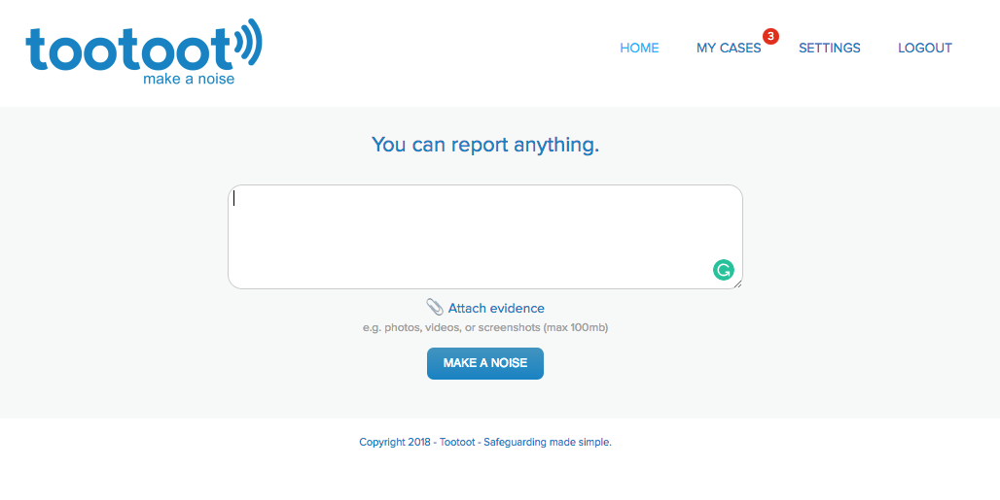 tootoot
make a noise
HOME
MY CASES
3
SETTINGS
LOGOUT
You can report anything.
Attach evidence
e.g. photos, videos, or screenshots (max 100mb)
MAKE A NOISE
Copyright 2018 - Tootoot - Safeguarding made simple.